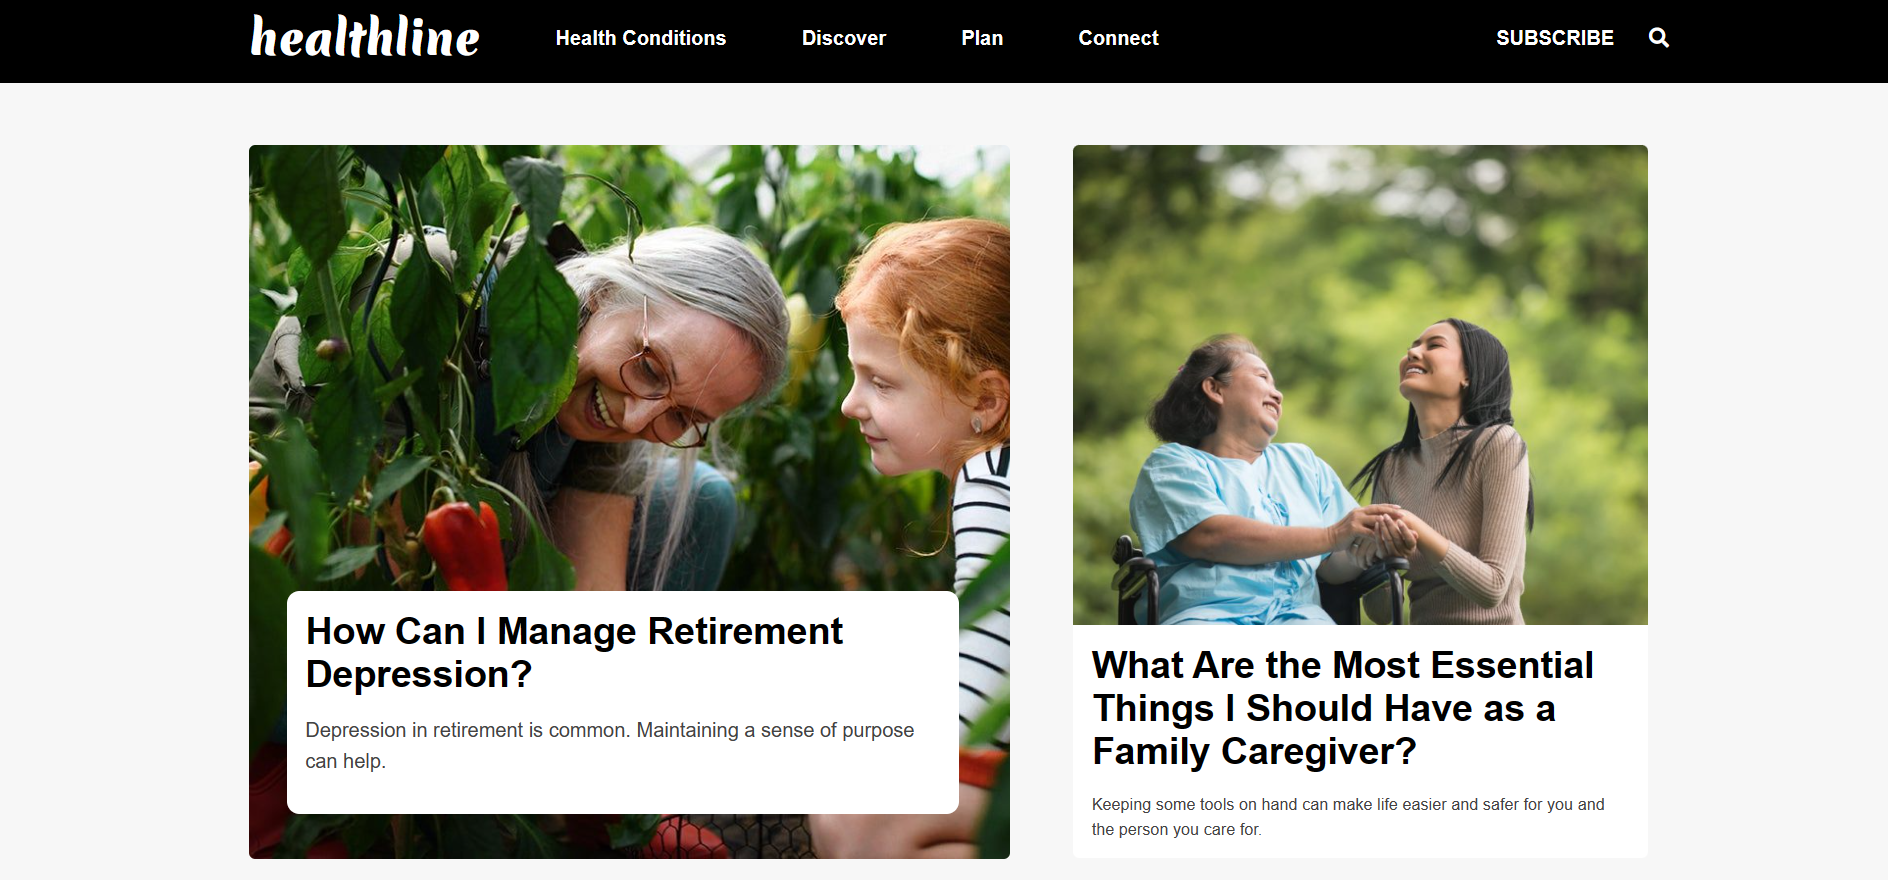 healthline
Health Conditions
Discover
Plan
Connect
SUBSCRIBE
How Can I Manage Retirement
Depression?
Depression in retirement is common. Maintaining a sense of purpose
can help.
What Are the Most Essential
Things I Should Have as a
Family Caregiver?
Keeping some tools on hand can make life easier and safer for you and
the person you care for.